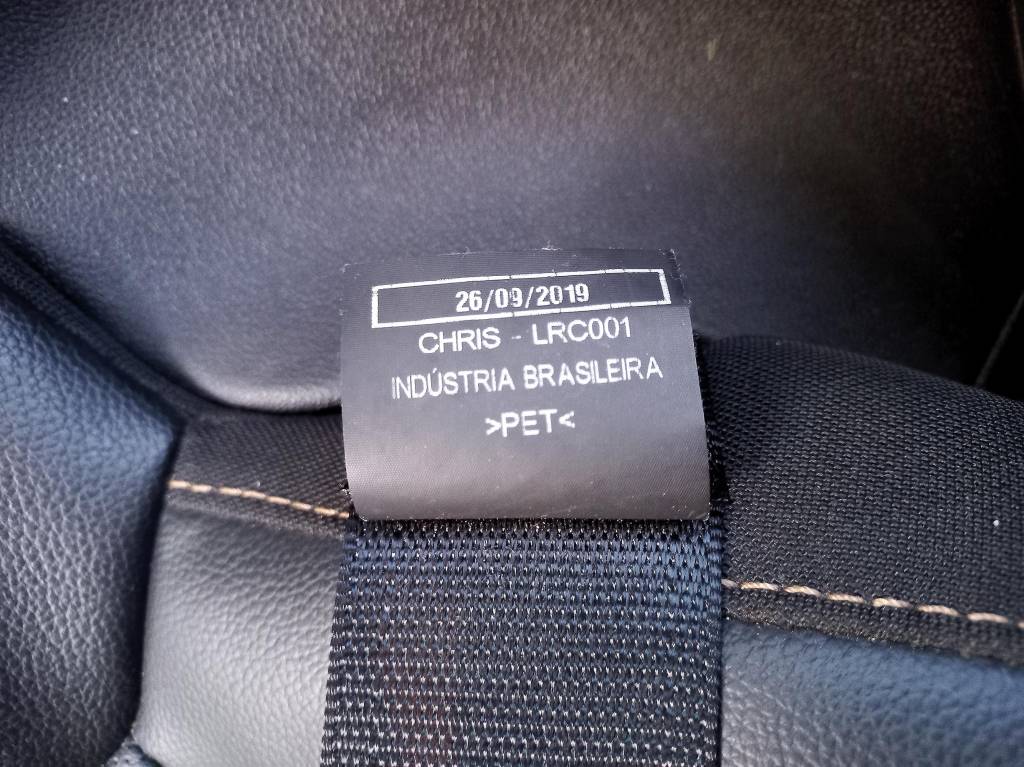 26/09/2019
CHRIS - LRC001
INDÚSTRIA BRASILEIRA
>PET<